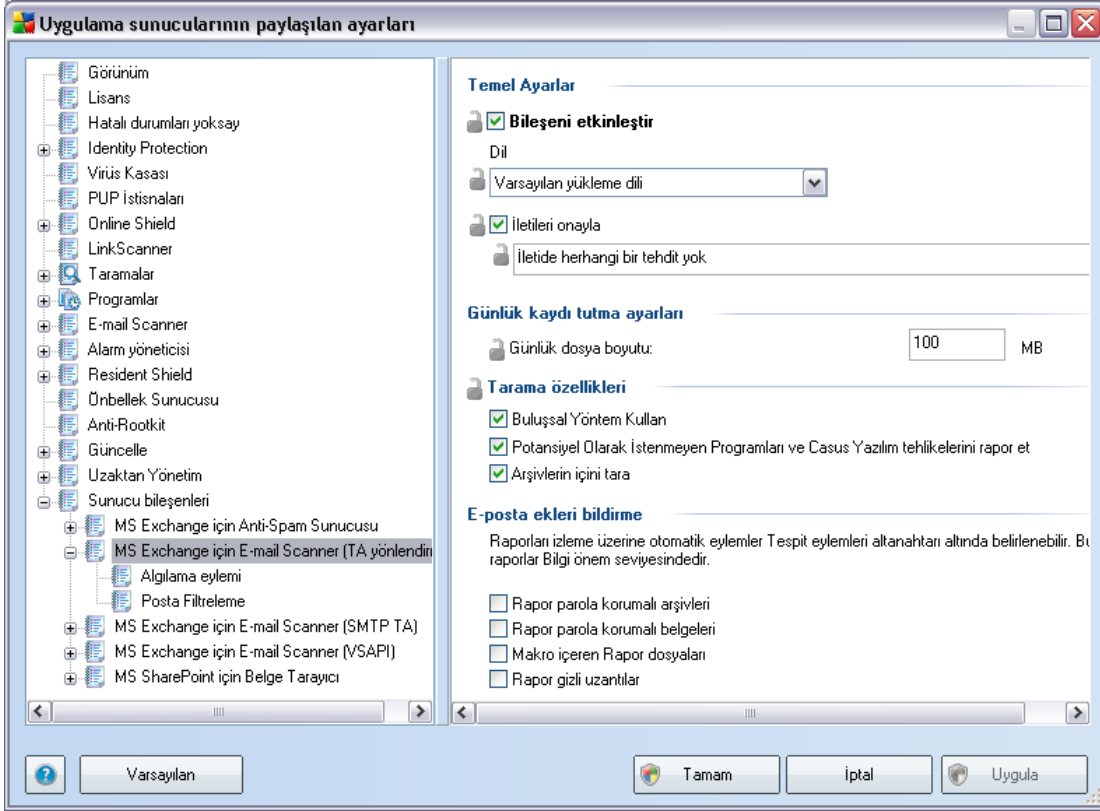 Uygulama sunucularının paylaşılan ayarları
Görünüm
Lisans
Hatalı durumları yoksay
Identity Protection
Virüs Kasası
PUP İstisnaları
Online Shield
LinkScanner
Taramalar
Programlar
E-mail Scanner
Alarm yöneticisi
Resident Shield
Önbellek Sunucusu
Anti-Rootkit
Güncelle
Uzaktan Yönetim
Sunucu bileşenleri
MS Exchange için Anti-Spam Sunucusu
MS Exchange için E-mail Scanner (TA yönlendirm
Algılama eylemi
Posta Filtreleme
MS Exchange için E-mail Scanner (SMTP TA)
MS Exchange için E-mail Scanner (VSAPI)
MS SharePoint için Belge Tarayıcı
Temel Ayarlar
Bileşeni etkinleştir
Dil
Varsayılan yükleme dili
İletileri onayla
İletide herhangi bir tehdit yok
Günlük kaydı tutma ayarları
Günlük dosya boyutu: 100 MB
Tarama özellikleri
Buluşsal Yöntem Kullan
Potansiyel Olarak İstenmeyen Programları ve Casus Yazılım tehlikelerini rapor et
Arşivlerin içini tara
E-posta ekleri bildirme
Raporları izleme üzerine otomatik eylemler Tespit eylemleri altanahtarı altında belirlenebilir. Bu
raporlar Bilgi önem seviyesindedir.
Rapor parola korumalı arşivleri
Rapor parola korumalı belgeleri
Makro içeren Rapor dosyaları
Rapor gizli uzantılar
Varsayılan
Tamam
İptal
Uygula